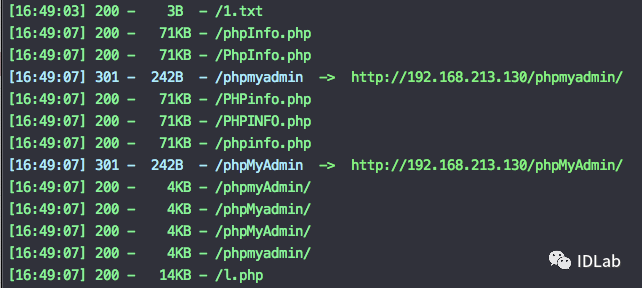 [16:49:03] 200 - 3B - /1.txt
[16:49:07] 200 - 71KB - /phpInfo.php
[16:49:07] 200 - 71KB - /PhpInfo.php
[16:49:07] 301 - 242B - /phpmyadmin -> http://192.168.213.130/phpmyadmin/
[16:49:07] 200 - 71KB - /PHPinfo.php
[16:49:07] 200 - 71KB - /PHPINFO.php
[16:49:07] 200 - 71KB - /phpinfo.php
[16:49:07] 301 - 242B - /phpMyAdmin -> http://192.168.213.130/phpMyAdmin/
[16:49:07] 200 - 4KB - /phpmyAdmin/
[16:49:07] 200 - 4KB - /phpMyadmin/
[16:49:07] 200 - 4KB - /phpMyAdmin/
[16:49:07] 200 - 4KB - /phpmyadmin/
[16:49:07] 200 - 14KB - /l.php
IDLab